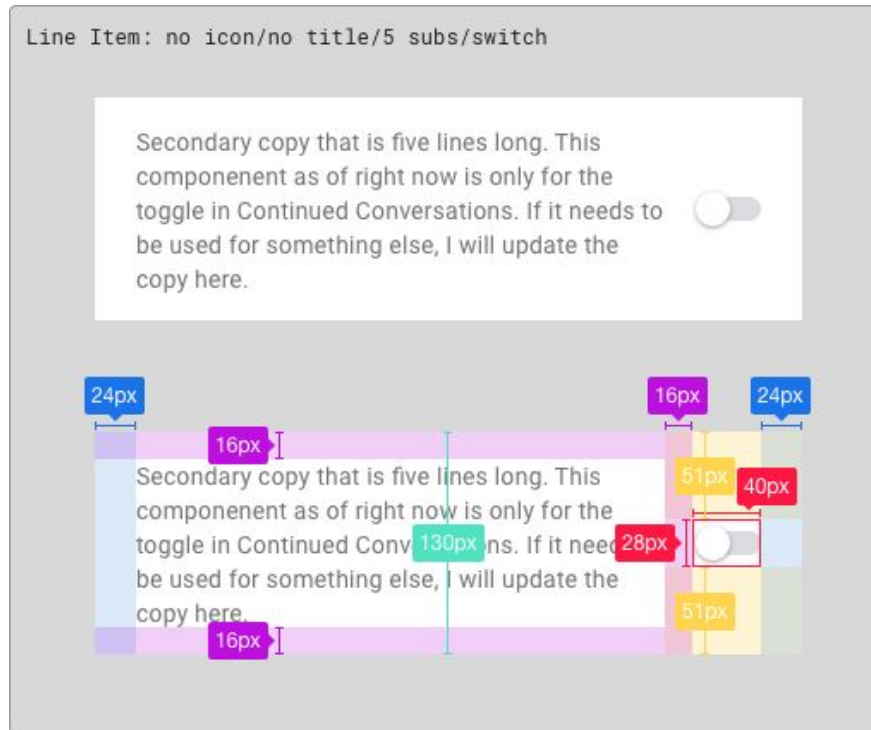 Line Item: no icon/no title/5 subs/switch
Secondary copy that is five lines long. This
componenent as of right now is only for the
toggle in Continued Conversations. If it needs to
be used for something else, I will update the
copy here.
24px
16px
24px
16px
Secondary copy that is five lines long. This
51px
40px
componenent as of right now is only for the
toggle in Continued Conv 130px ns. If it need 28px
be used for something else, I will update the
copy here.
51px
16px